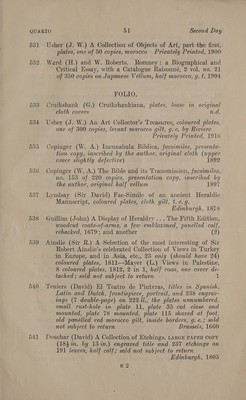 QUARTO 51 Second Day
531 Usher (J. W.) A Collection of Objects of Art, part the first,
plates, one of 50 copies, morocco Privately Printed, 1900
532 Ward (H.) and W. Roberts. Romney : a Biographical and
Critical Essay, with a Catalogue Raisonné, 2 vol. no. 21
of 350 copies on Japanese Vellum, half morocco, g. t. 1904
FOLIO.
533 Cruikshank (G.) Cruikshankiana, plates, loose in original
cloth covers n.d.
534 Usher (J. W.) An Art Collector's Treasures, coloured plates,
one of 300 copies, levant morocco gilt, g. e. by Riviere
Privately Printed, 1916
535 Copinger (W. A.) Incunabula Biblica, facsimiles, presenta-
tion copy, inscribed by the author, original cloth (upper
cover slightly defective) 1892
536 Copinger (W. A.) The Bible and its Transmission, facsimiles,
no. 153 of 220 copies, presentation copy, inscribed by
the author, original half vellum 1897
537 Lyndsay (Sir David) Fac-Simile of an ancient Heraldic
Manuscript, coloured plates, cloth gilt, t. e. g.
Edinburgh, 1878
538 Guillim (John) A Display of Heraldry . . . The Fifth Edition,
woodcut coats-of-arms, a few emblazoned, panelled calf,
rebacked, 1679; and another (2)
539 Ainslie (Sir R.) A Selection of the most interesting of Sir
Robert Ainslie's celebrated Collection of Views in Turkey
in Europe, and in Asia, etc., 23 only (should have 24)
coloured plates, 1811—Mayer (L.) Views in Palestine,
8 coloured plates, 1812, 2 in 1, half roan, one cover de-
tached ; sold not subject to return 1
540 Teniers (David) El Teatro de Pinturas, titles in Spanish,
Latin and Dutch, frontispiece, portrait, and 238 engrav-
ings (7 double-page) on 222 ll., the plates unnumbered,
small rust-hole in plate 11, plate 35 cut close and
mounted, plate 78 mounted, plate 115 shaved at foot,
old panelled red morocco gilt, inside borders, g. e. ; sold
not subject to return Brussels, 1660
541 Deuchar (David) A Collection of Etchings, LARGE PAPER COPY
(18¾ in. by 13 in.) engraved title and 237 etchings on
191 leaves, half calf ; sold not subject to return
Edinburgh, 1803
E 2